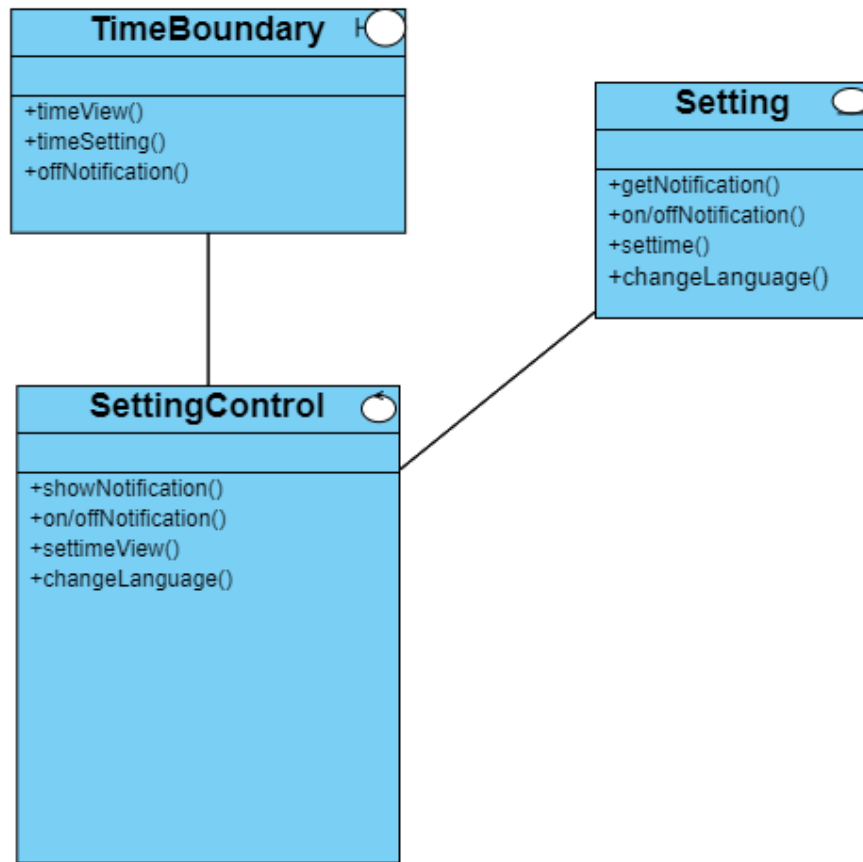 TimeBoundary
+timeView()
+timeSetting()
+offNotification()
Setting
+getNotification()
+on/offNotification()
+settime()
+changeLanguage()
SettingControl
+showNotification()
+on/offNotification()
+settimeView()
+changeLanguage()